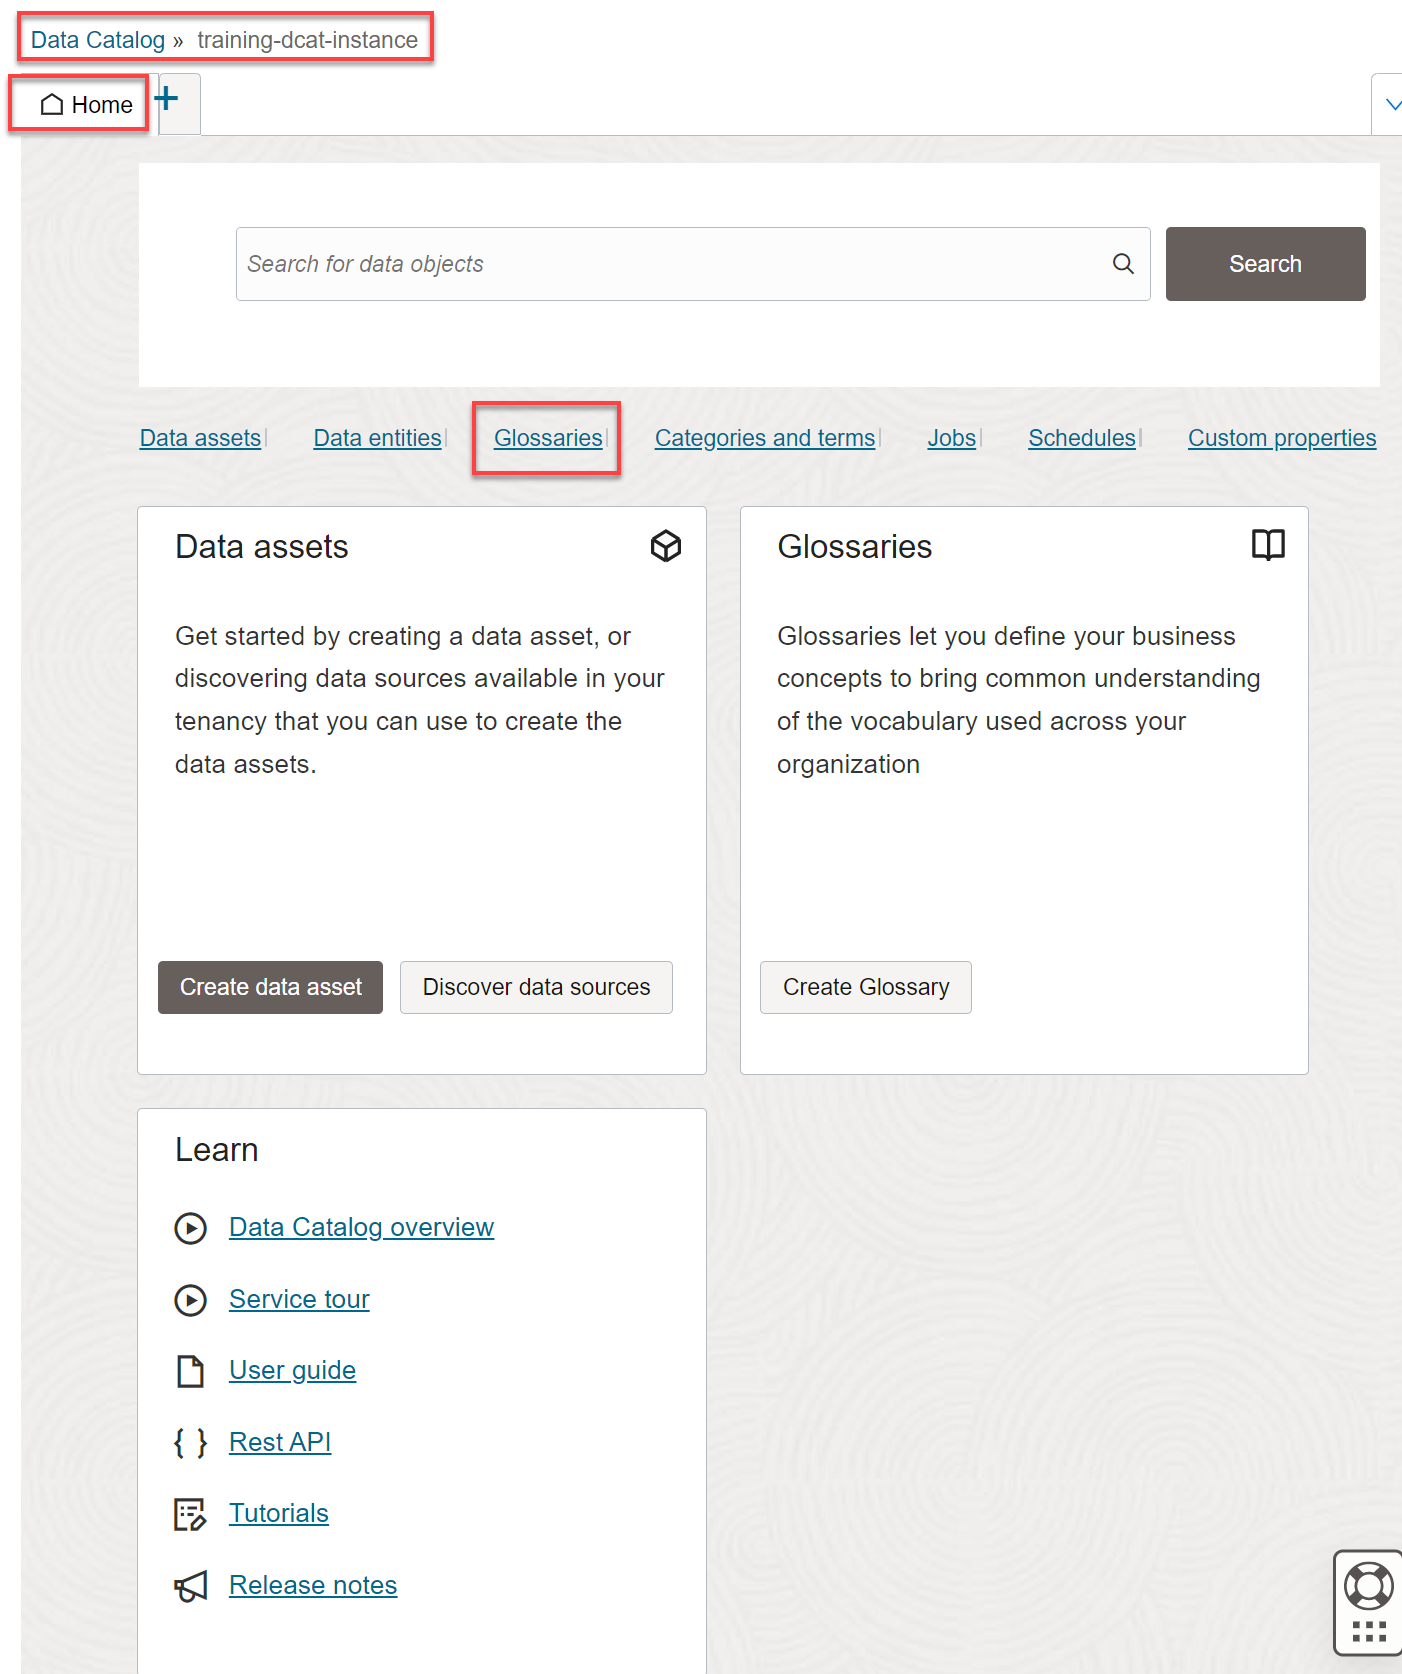 Data Catalog » training-dcat-instance
Home
Search for data objects
Search
Data assets
Data entities
Glossaries
Categories and terms
Jobs
Schedules
Custom properties
Data assets
Get started by creating a data asset, or
discovering data sources available in your
tenancy that you can use to create the
data assets.
Create data asset
Discover data sources
Glossaries
Glossaries let you define your business
concepts to bring common understanding
of the vocabulary used across your
organization
Create Glossary
Learn
Data Catalog overview
Service tour
User guide
Rest API
Tutorials
Release notes